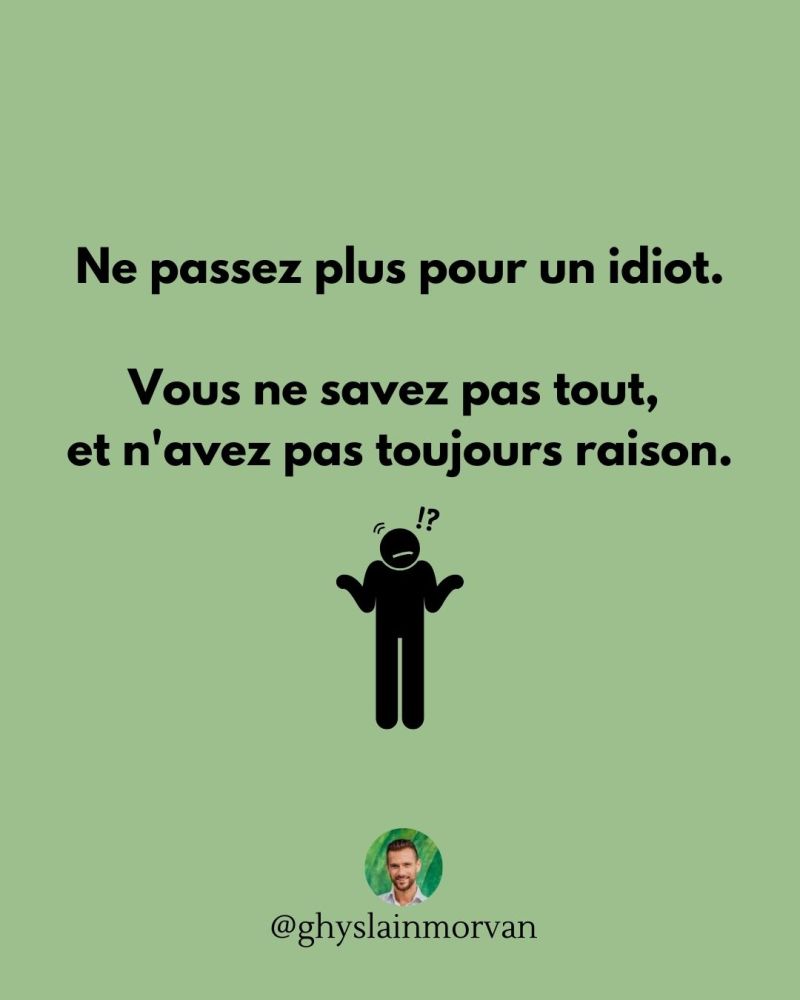 Ne passez plus pour un idiot.
Vous ne savez pas tout,
et n'avez pas toujours raison.
!?
@ghyslainmorvan